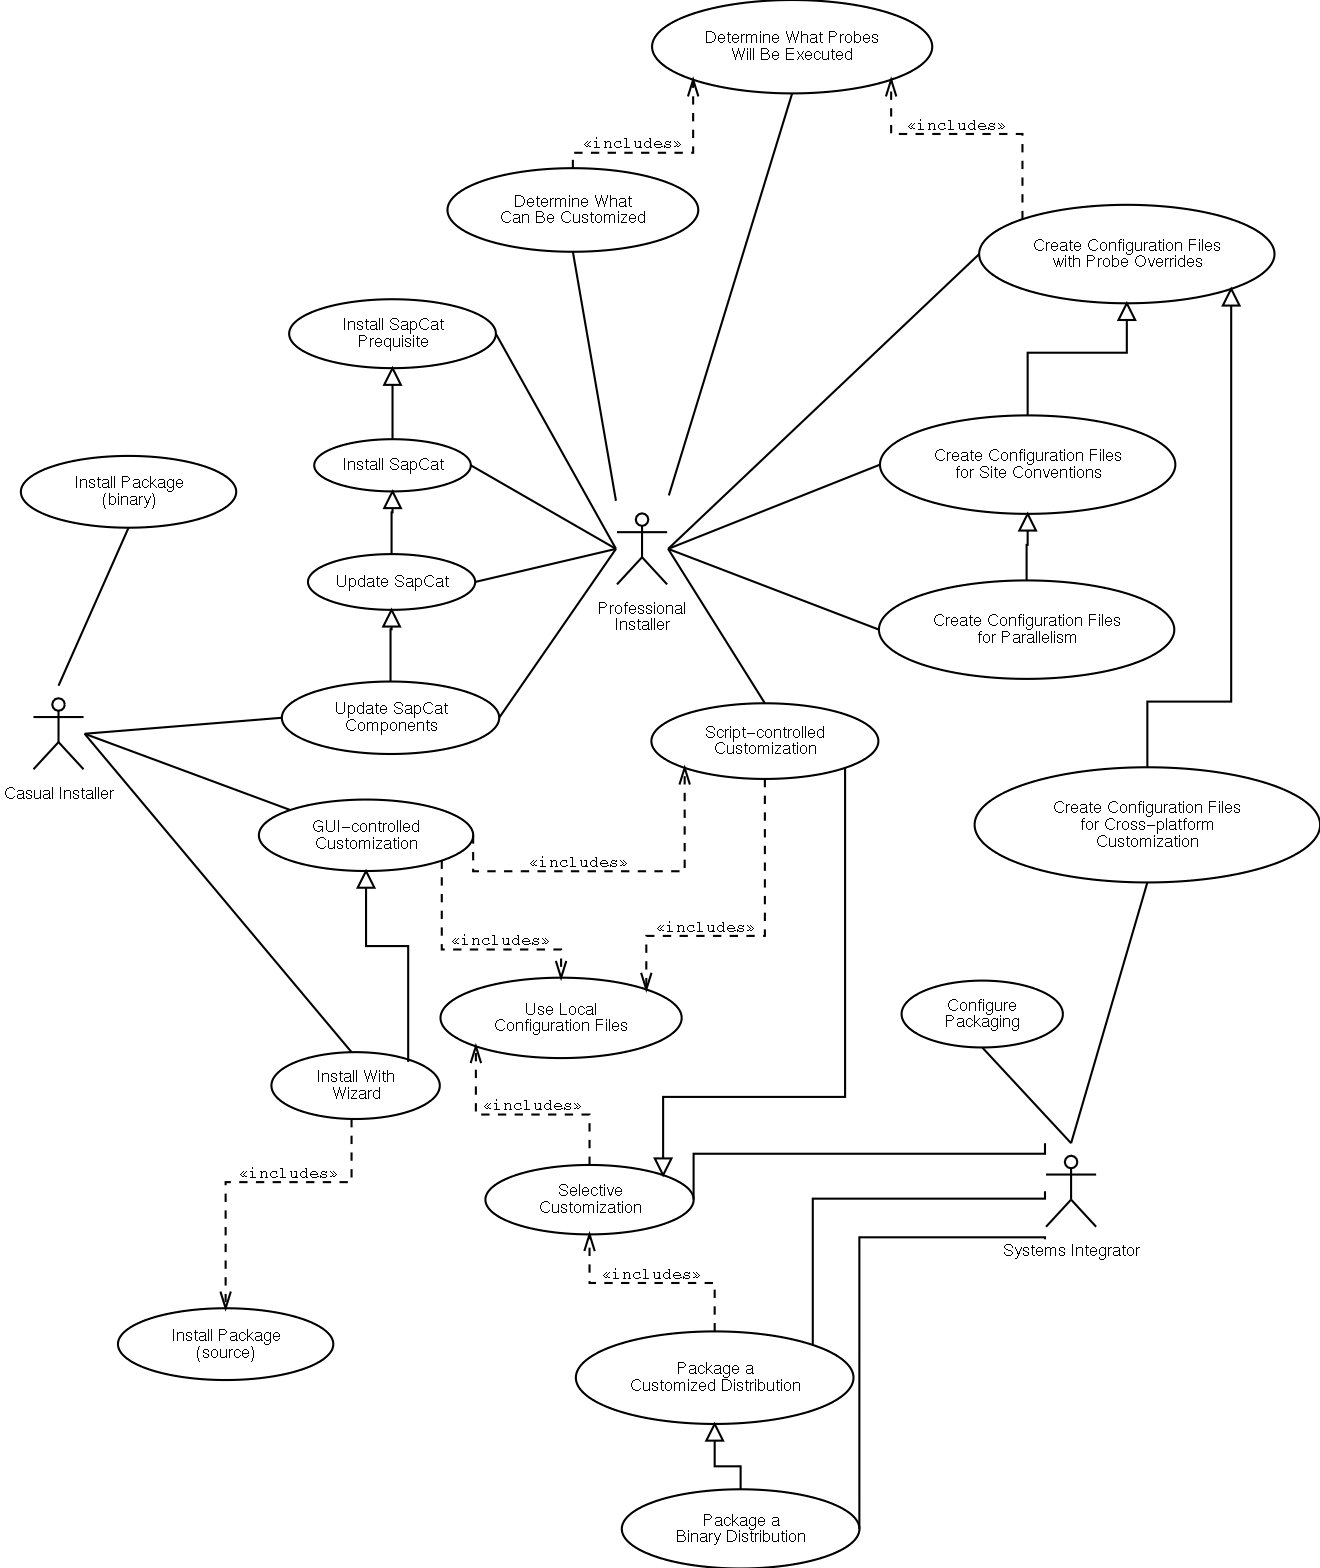 Determine What Probes
Will Be Executed
«includes»
«includes»
Determine What
Can Be Customized
Create Configuration Files
with Probe Overrides
Install SapCat
Prequisite
Install SapCat
Create Configuration Files
for Site Conventions
Install Package
(binary)
Update SapCat
Professional
Installer
Create Configuration Files
for Parallelism
Update SapCat
Components
Script-controlled
Customization
Casual Installer
GUI-controlled
Customization
Create Configuration Files
for Cross-platform
Customization
«includes»
«includes»
«includes»
Use Local
Configuration Files
Configure
Packaging
Install With
Wizard
«includes»
«includes»
Selective
Customization
Systems Integrator
«includes»
Install Package
(source)
Package a
Customized Distribution
Package a
Binary Distribution